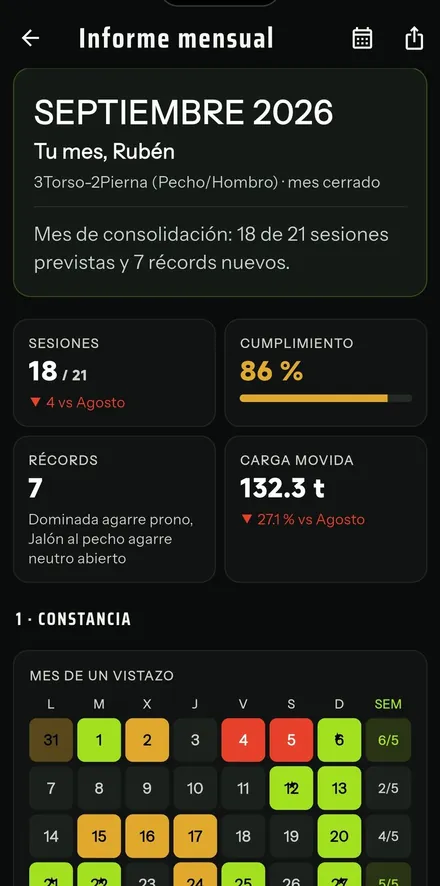 Informe mensual
SEPTIEMBRE 2026
Tu mes, Rubén
3Torso-2Pierna (Pecho/Hombro) · mes cerrado
Mes de consolidación: 18 de 21 sesiones
previstas y 7 récords nuevos.
SESIONES
18 / 21
▼ 4 vs Agosto
CUMPLIMIENTO
86 %
RÉCORDS
7
Dominada agarre prono,
Jalón al pecho agarre
neutro abierto
CARGA MOVIDA
132.3 t
▼ 27.1 % vs Agosto
1 · CONSTANCIA
MES DE UN VISTAZO
L M X J V S D SEM
31 1 2 3 4 5 6 6/5
7 8 9 10 11 12 13 2/5
14 15 16 17 18 19 20 4/5
21 22 23 24 25 26 27 5/5